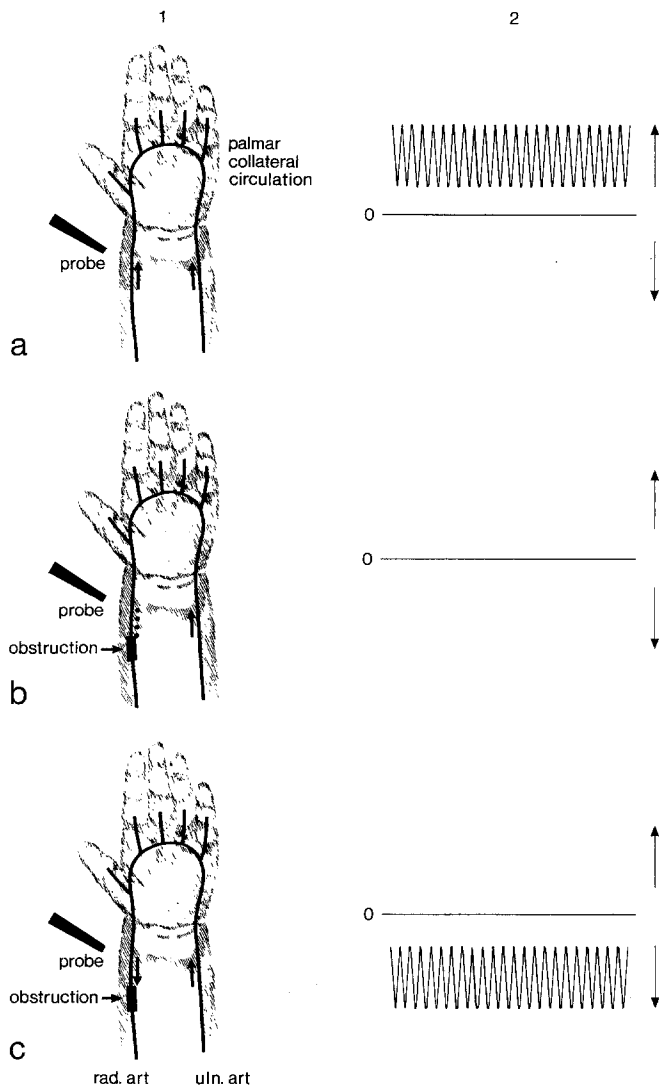 1
2
palmar
collateral
circulation
probe
0
a
probe
obstruction
0
b
probe
obstruction
0
c
rad. art
uln. art